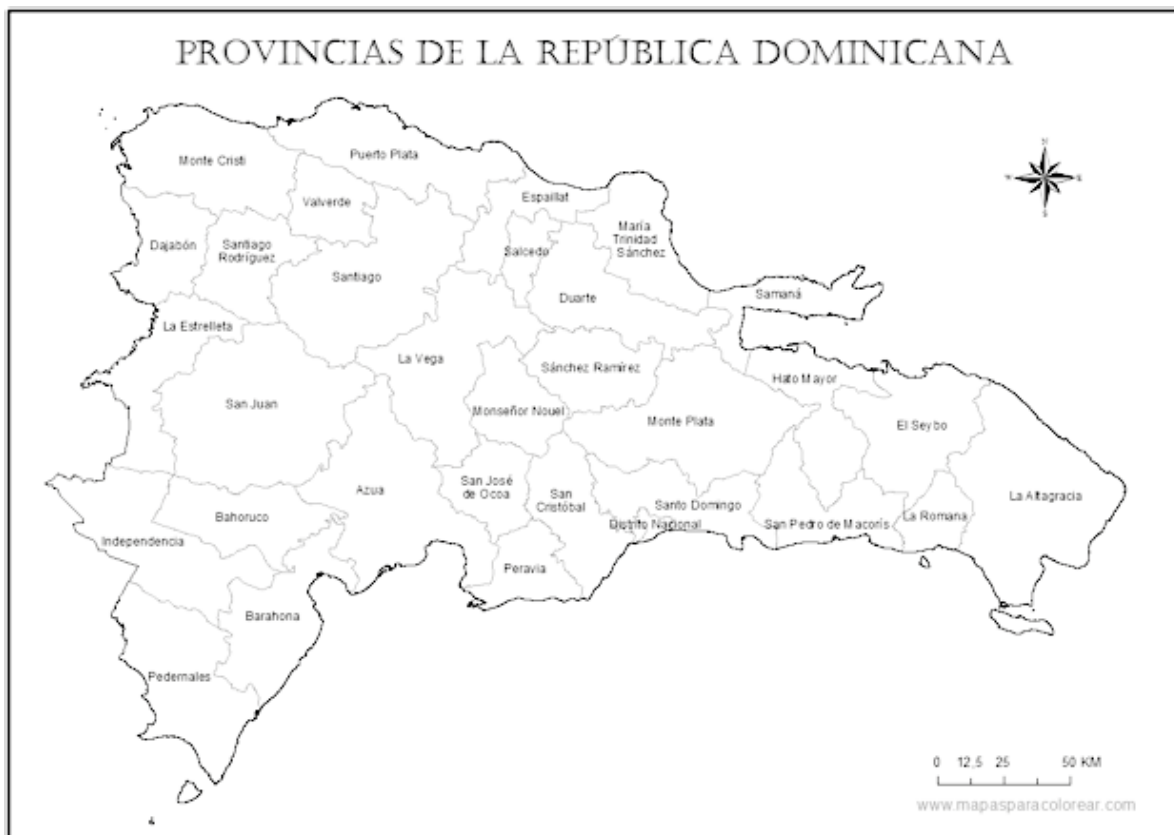 PROVINCIAS DE LA REPÚBLICA DOMINICANA
Monte Cristi
Puerto Plata
Valverde
Espaillat
María
Trinidad
Sánchez
Dajabón
Santiago
Rodríguez
Salcedo
Santiago
Duarte
Samaná
La Estrelleta
La Vega
Sánchez Ramírez
Hato Mayor
San Juan
Monseñor Nouel
Monte Plata
El Seybo
San José
de Ocoa
San
Cristóbal
Azua
La Altagracia
Santo Domingo
Bahoruco
Distrito Nacional
San Pedro de Macorís
La Romana
Independencia
Peravia
Barahona
Pedernales
N
S
0 12,5 25 50 KM
www.mapasparacolorear.com